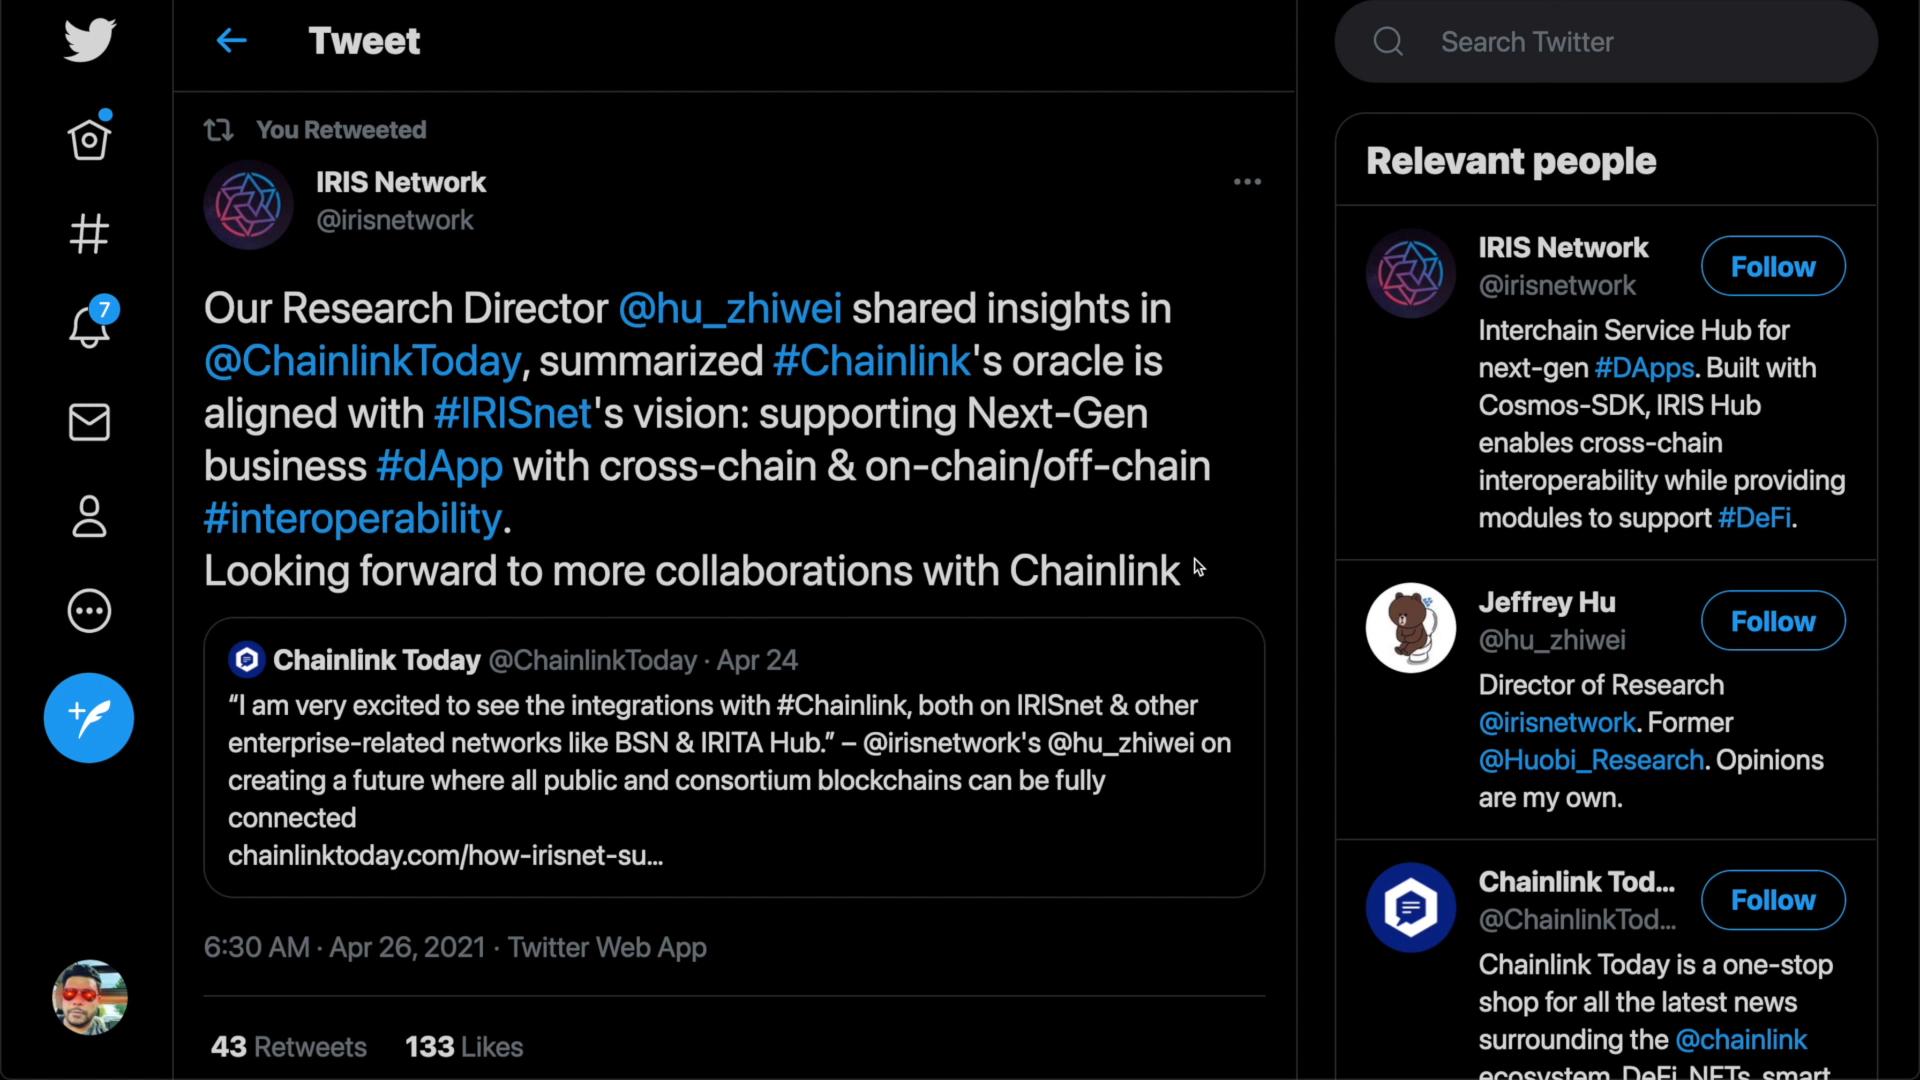 Tweet
Search Twitter
You Retweeted
IRIS Network
@irisnetwork
7
Our Research Director @hu_zhiwei shared insights in
@ChainlinkToday, summarized #Chainlink's oracle is
aligned with #IRISnet's vision: supporting Next-Gen
business #dApp with cross-chain & on-chain/off-chain
#interoperability.
Looking forward to more collaborations with Chainlink
Chainlink Today @ChainlinkToday · Apr 24
“I am very excited to see the integrations with #Chainlink, both on IRISnet & other
enterprise-related networks like BSN & IRITA Hub.” – @irisnetwork's @hu_zhiwei on
creating a future where all public and consortium blockchains can be fully
connected
chainlinktoday.com/how-irisnet-su...
6:30 AM · Apr 26, 2021 · Twitter Web App
43 Retweets 133 Likes
Relevant people
IRIS Network
@irisnetwork
Follow
Interchain Service Hub for
next-gen #DApps. Built with
Cosmos-SDK, IRIS Hub
enables cross-chain
interoperability while providing
modules to support #DeFi.
Jeffrey Hu
@hu_zhiwei
Follow
Director of Research
@irisnetwork. Former
@Huobi_Research. Opinions
are my own.
Chainlink Tod...
@ChainlinkTod...
Follow
Chainlink Today is a one-stop
shop for all the latest news
surrounding the @chainlink
ecosystem, DeFi, NFTs, smart